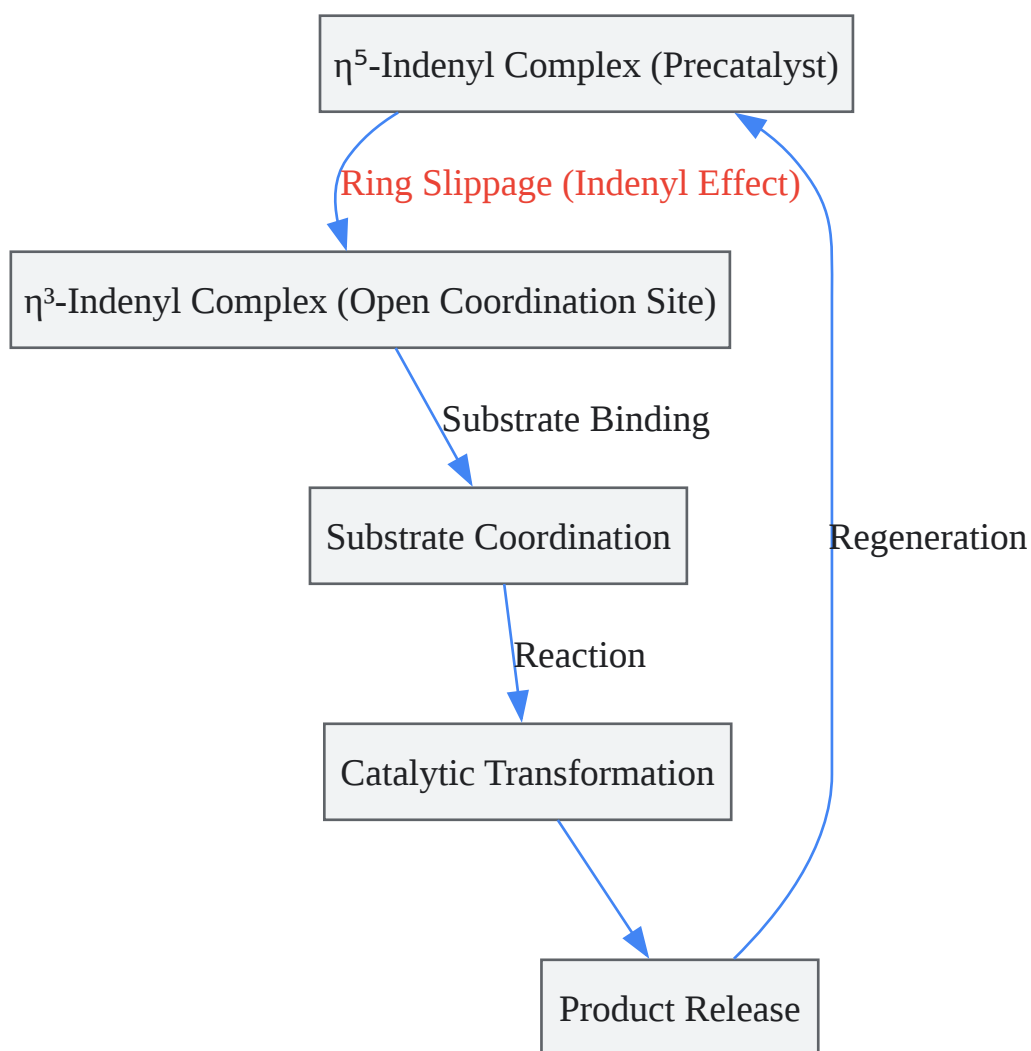 η⁵-Indenyl Complex (Precatalyst)
Ring Slippage (Indenyl Effect)
η³-Indenyl Complex (Open Coordination Site)
Substrate Binding
Substrate Coordination
Regeneration
Reaction
Catalytic Transformation
Product Release